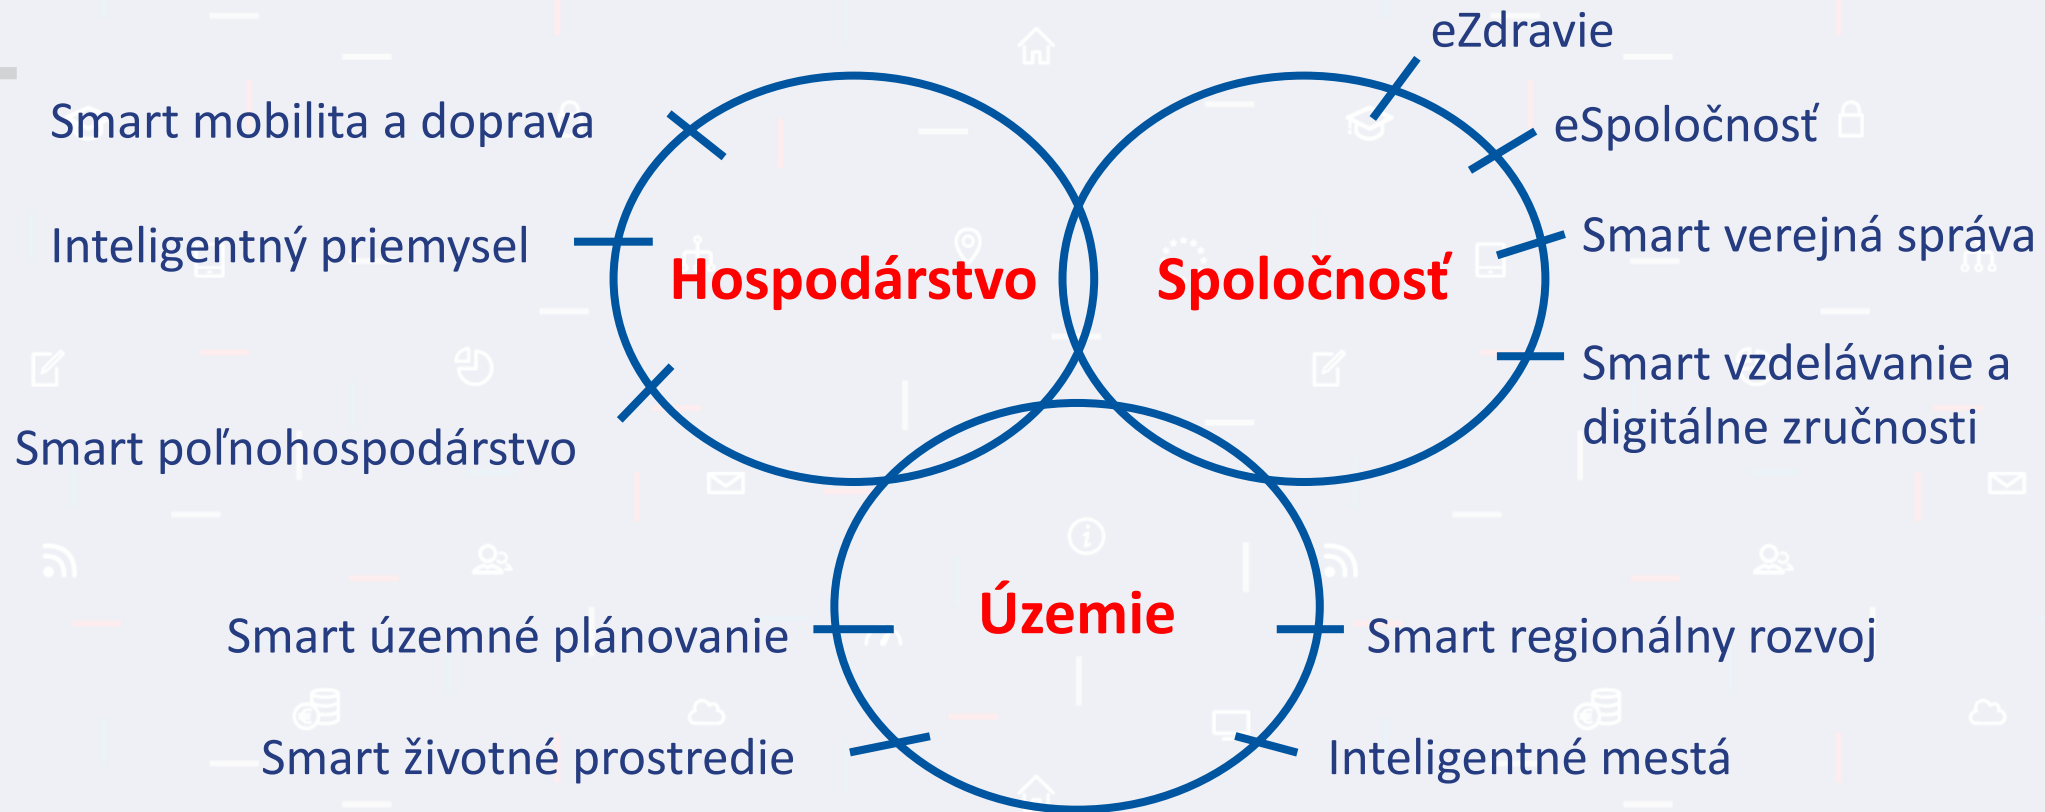 eZdravie
Smart mobilita a doprava
eSpoločnosť
Inteligentný priemysel
Smart verejná správa
Hospodárstvo
Spoločnosť
Smart vzdelávanie a
digitálne zručnosti
Smart poľnohospodárstvo
Území
Smart územné plánovanie
Smart regionálny rozvoj
Smart životné prostredie
Inteligentné mestá